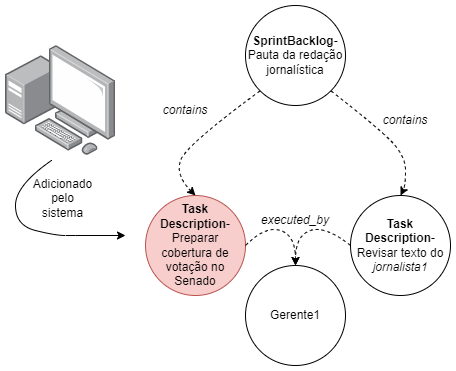 SprintBacklog-
Pauta da redação
jornalística
contains
contains
Adicionado
pelo
sistema
Task
Description-
Preparar
cobertura de
votação no
Senado
executed_by
Task
Description-
Revisar texto do
jornalista1
Gerente1